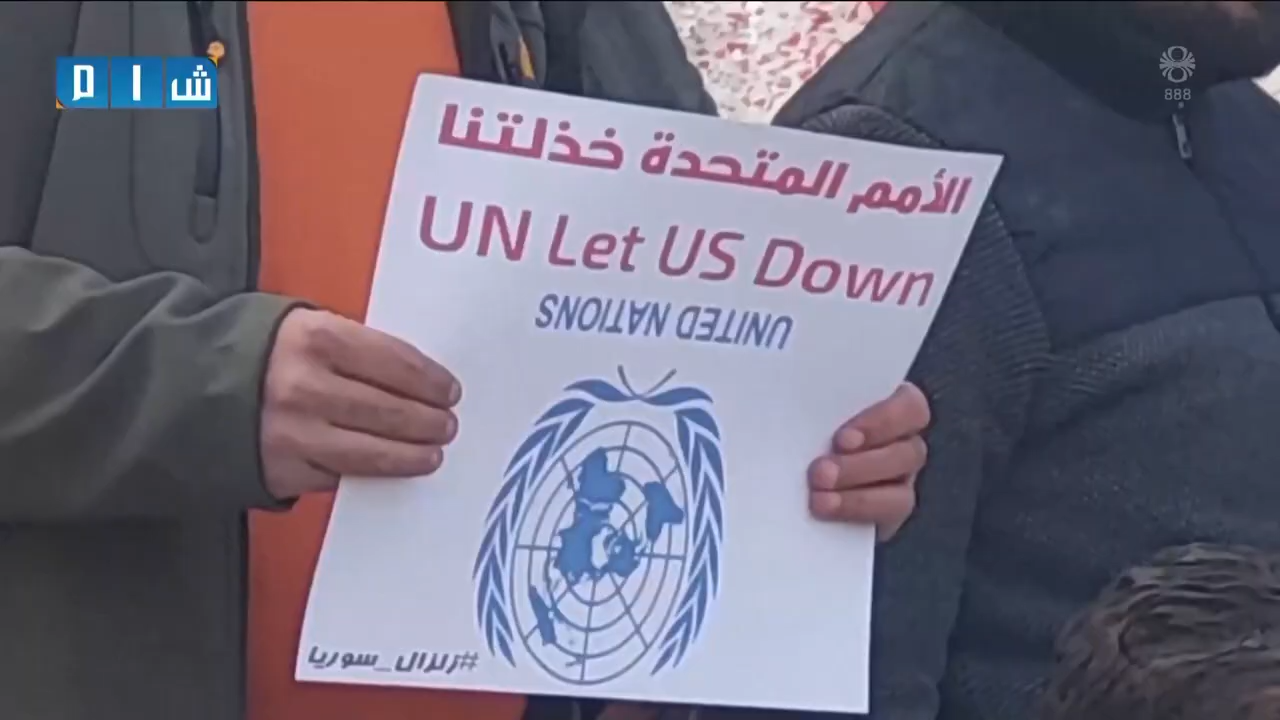 شام
888
الأمم المتحدة خذلتنا
UN Let US Down
UNITED NATIONS
#زلزال_سوريا